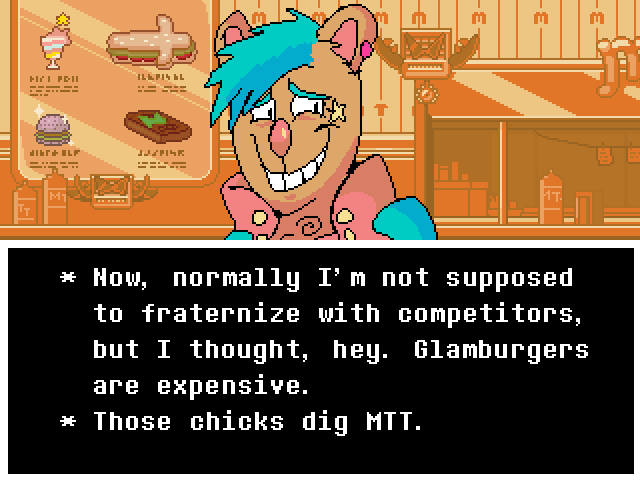 * Now, normally I'm not supposed
to fraternize with competitors,
but I thought, hey. Glamburgers
are expensive.
* Those chicks dig MTT.